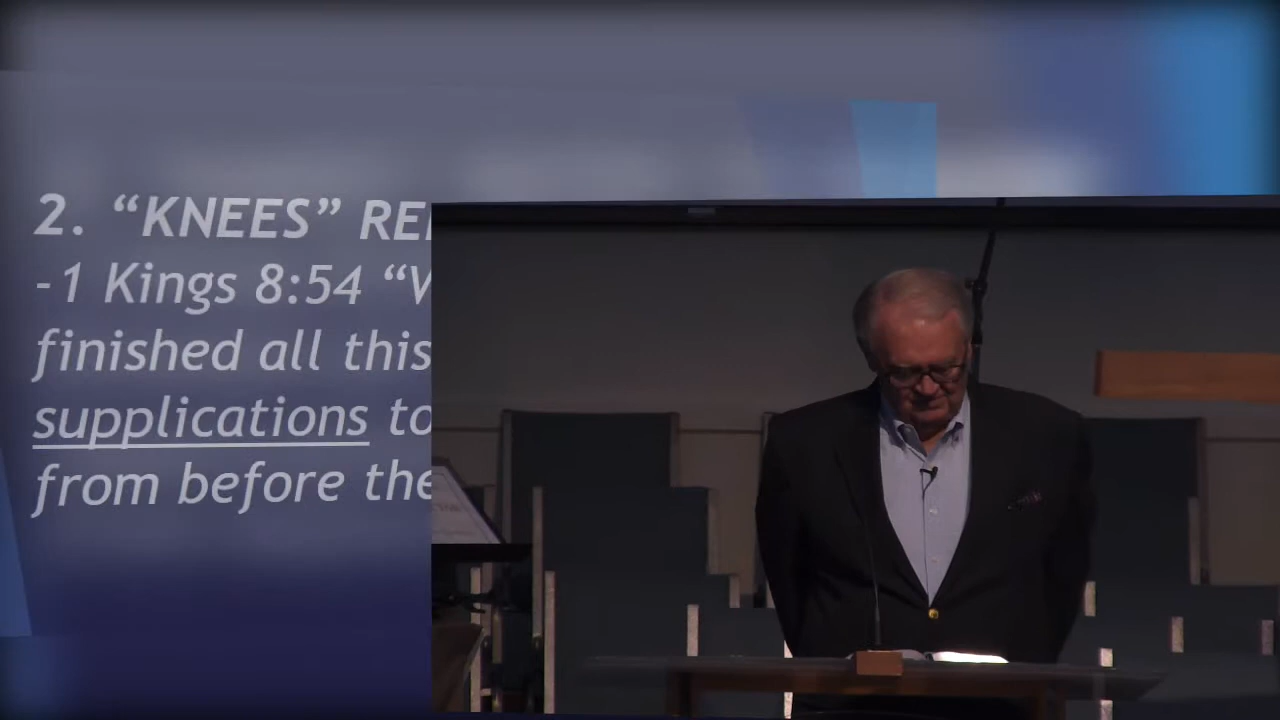 2. “KNEES” RE
-1 Kings 8:54 “W
finished all this
supplications to
from before the